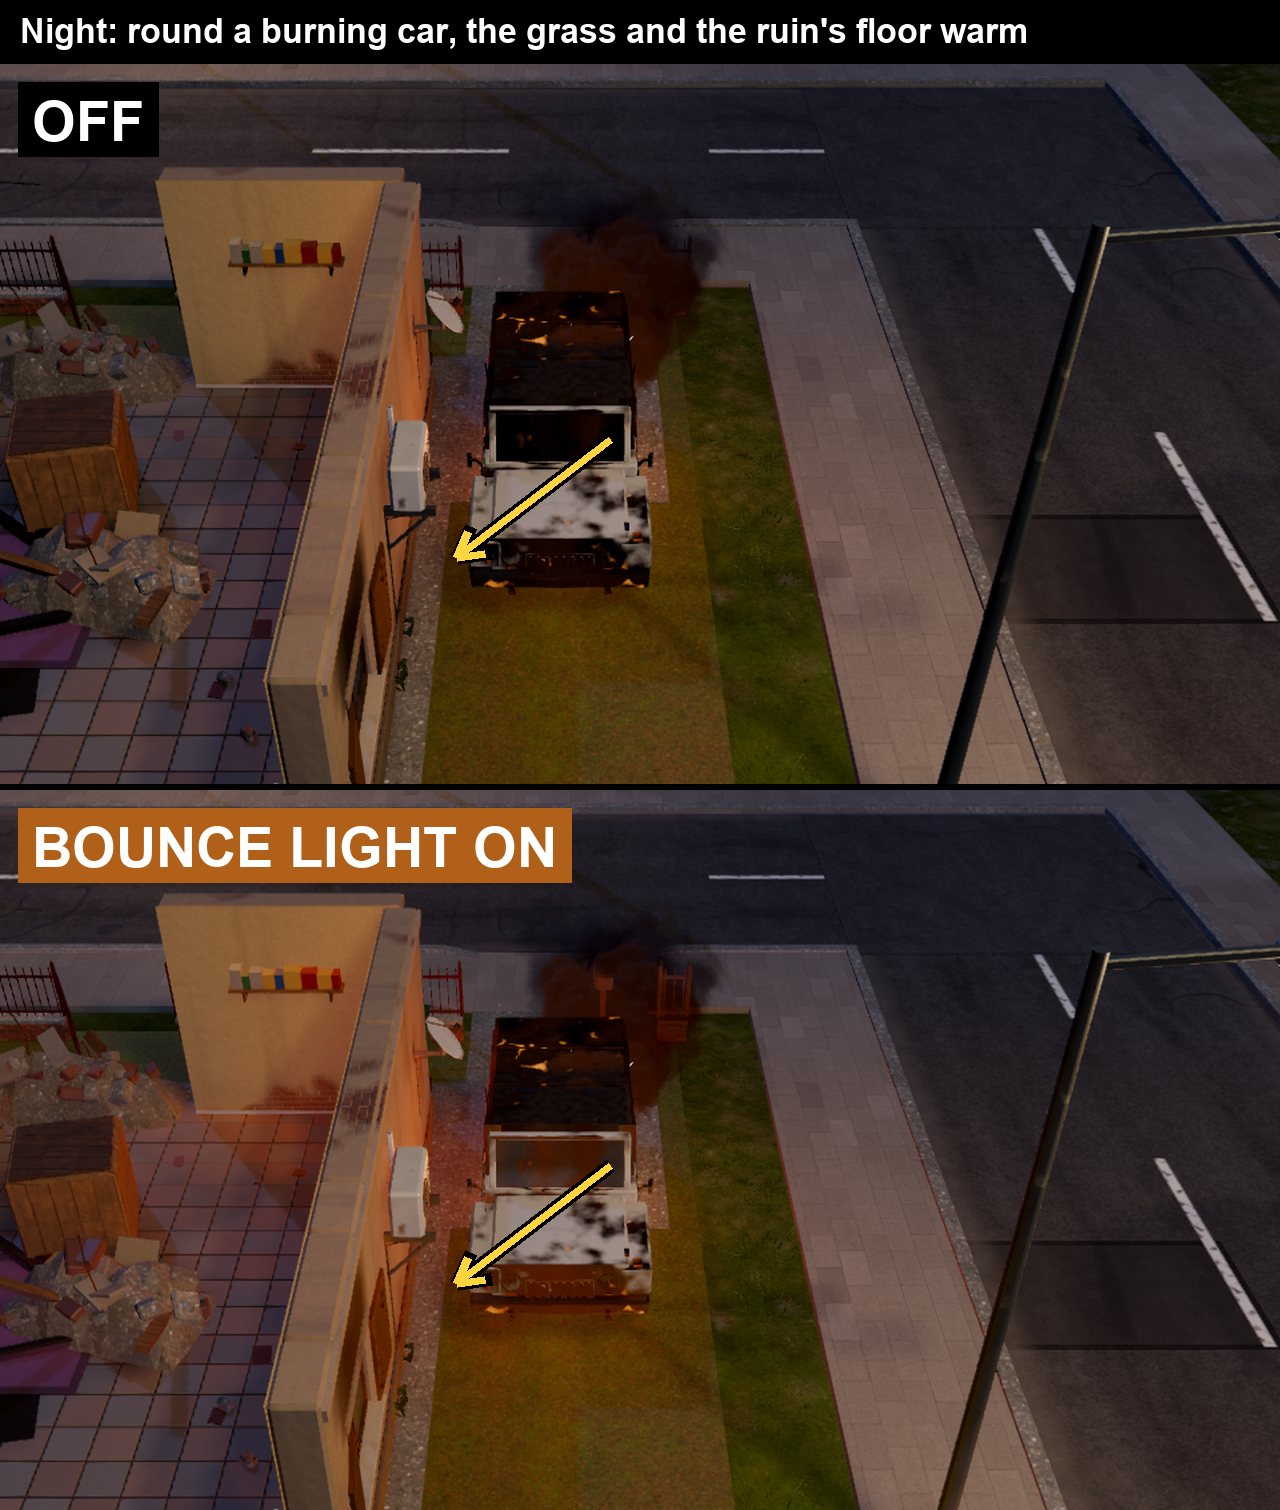 Night: round a burning car, the grass and the ruin's floor warm
OFF
BOUNCE LIGHT ON